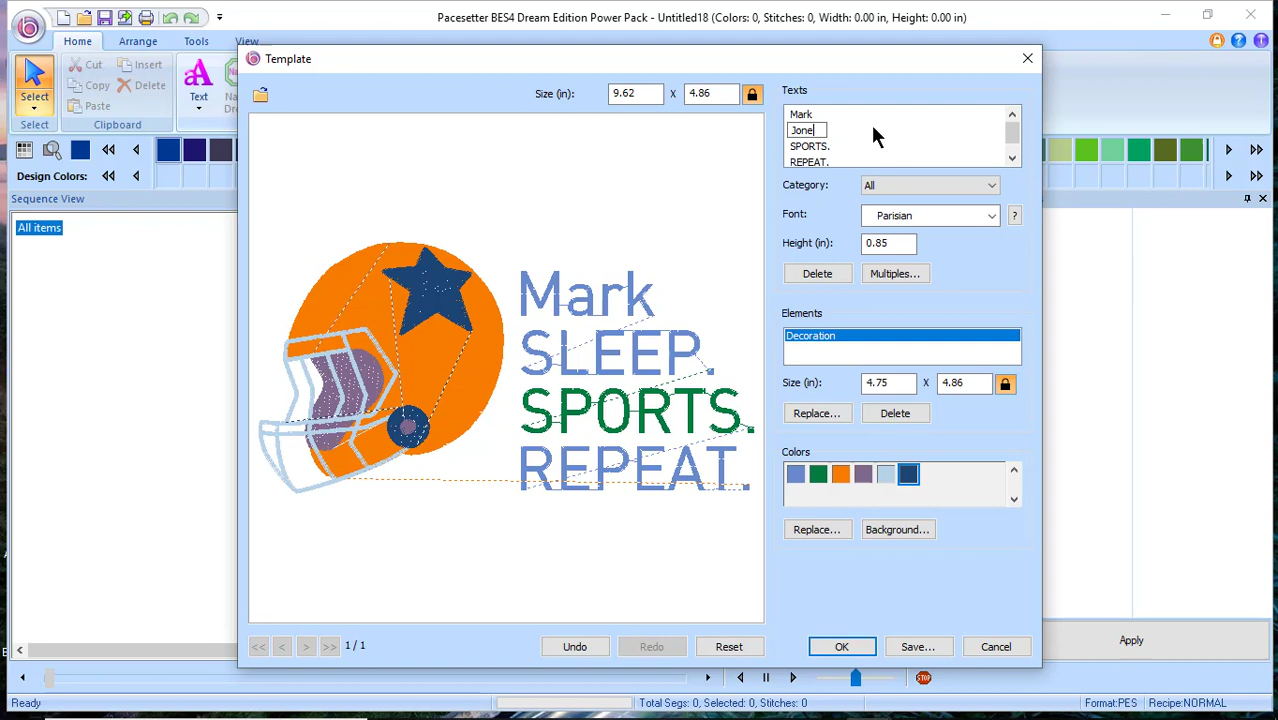 Pacesetter BES4 Dream Edition Power Pack - Untitled18 (Colors: 0, Stitches: 0, Width: 0.00 in, Height: 0.00 in)
Home Arrange Tools View
Select
Select
Cut
Copy
Paste
Insert
Delete
Clipboard
Text
Design Colors:
Sequence View
All items
Template
Size (in): 9.62 X 4.86
Mark
SLEEP.
SPORTS.
REPEAT.
<< < > >> 1 / 1
Undo Redo Reset
Texts
Mark
Jone
SPORTS.
REPEAT.
Category: All
Font: Parisian ?
Height (in): 0.85
Delete Multiples...
Elements
Decoration
Size (in): 4.75 X 4.86
Replace... Delete
Colors
Replace... Background...
OK Save... Cancel
Apply
STOP
Ready
Total Segs: 0, Colors: 0, Stitches: 0
Format:PES
Recipe:NORMAL